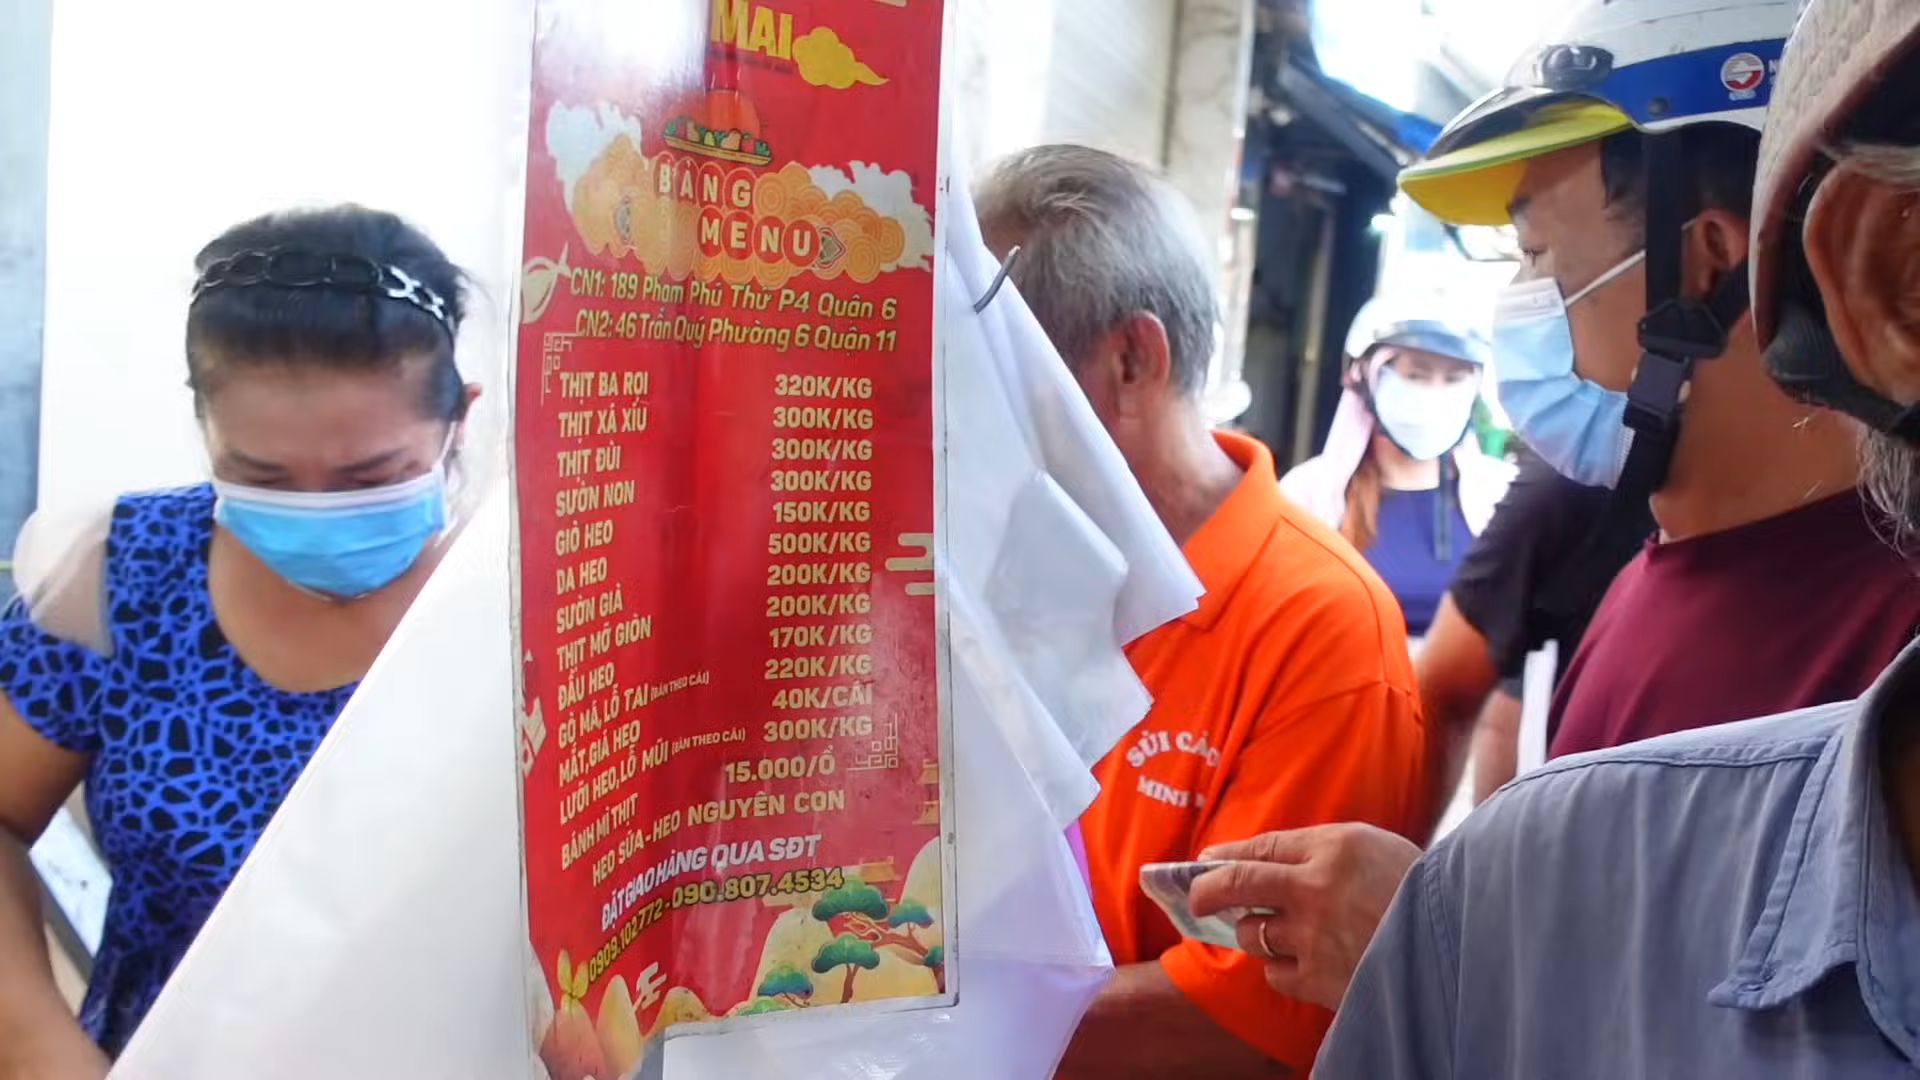 MAI
BẢNG
MENU
CN1: 189 Phạm Phú Thứ P4 Quận 6
CN2: 46 Trần Quý Phường 6 Quận 11
THỊT BA RỌI 320K/KG
THỊT XÁ XÍU 300K/KG
THỊT ĐÙI 300K/KG
SƯỜN NON 300K/KG
GIÒ HEO 150K/KG
DA HEO 500K/KG
SƯỜN GIÀ 200K/KG
THỊT MỠ GIÒN 200K/KG
ĐẦU HEO 170K/KG
GÒ MÁ, LỖ TAI (BÁN THEO CÁI) 220K/KG
MẮT, GIÁ HEO 40K/CÁI
LƯỠI HEO, LỖ MŨI (BÁN THEO CÁI) 300K/KG
BÁNH MÌ THỊT 15.000/Ổ
HEO SỮA - HEO NGUYÊN CON
ĐẶT GIAO HÀNG QUA SĐT
0909.102772 - 090.807.4534
SỦI CẢO